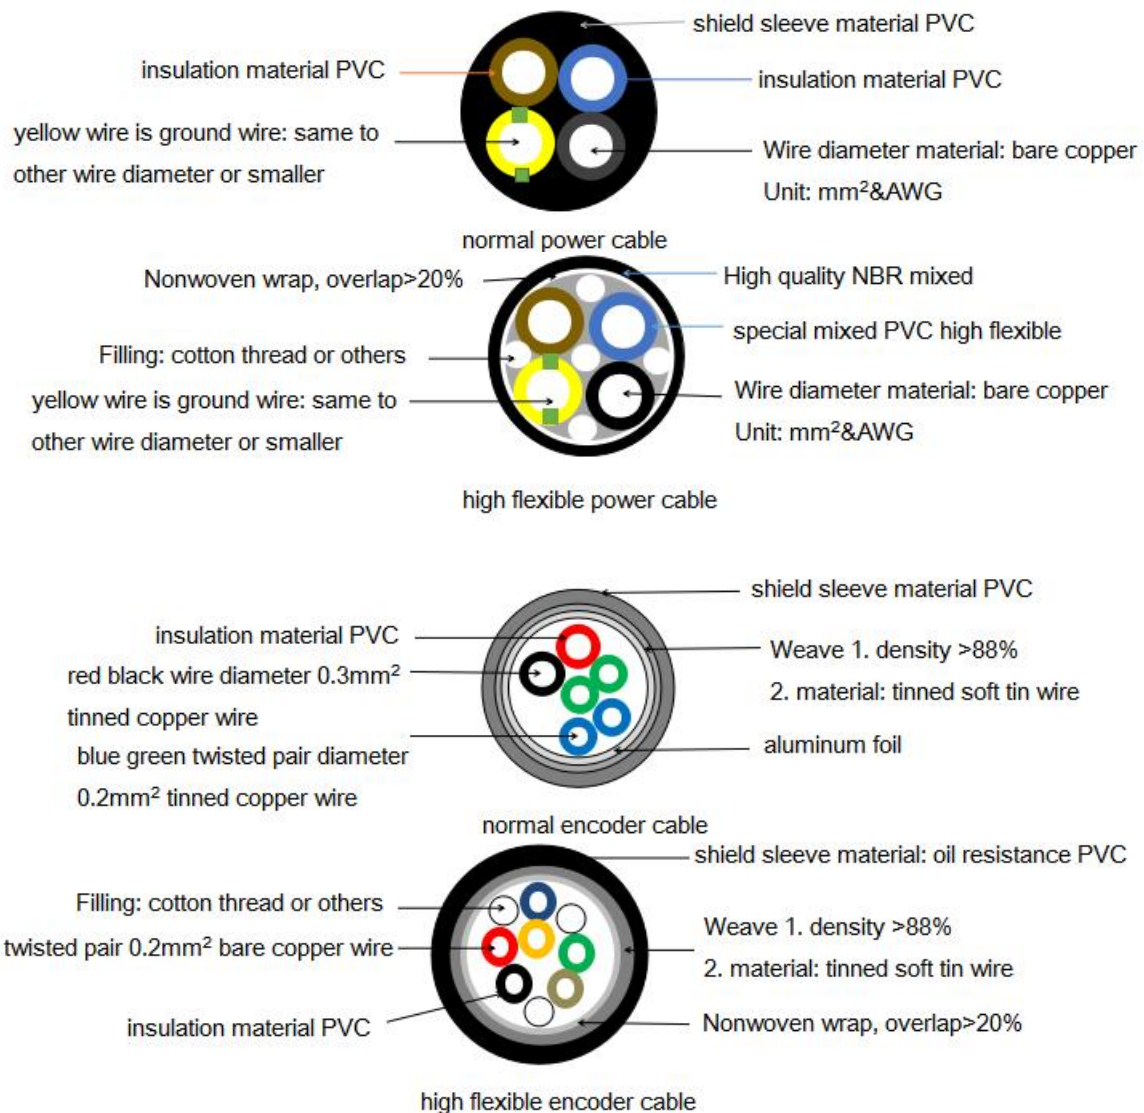 shield sleeve material PVC
insulation material PVC
insulation material PVC
yellow wire is ground wire: same to
other wire diameter or smaller
Wire diameter material: bare copper
Unit: mm²&AWG
normal power cable
Nonwoven wrap, overlap>20%
High quality NBR mixed
special mixed PVC high flexible
Filling: cotton thread or others
yellow wire is ground wire: same to
other wire diameter or smaller
Wire diameter material: bare copper
Unit: mm²&AWG
high flexible power cable
shield sleeve material PVC
insulation material PVC
red black wire diameter 0.3mm²
tinned copper wire
blue green twisted pair diameter
0.2mm² tinned copper wire
Weave 1. density >88%
2. material: tinned soft tin wire
aluminum foil
normal encoder cable
shield sleeve material: oil resistance PVC
Filling: cotton thread or others
twisted pair 0.2mm² bare copper wire
insulation material PVC
Weave 1. density >88%
2. material: tinned soft tin wire
Nonwoven wrap, overlap>20%
high flexible encoder cable